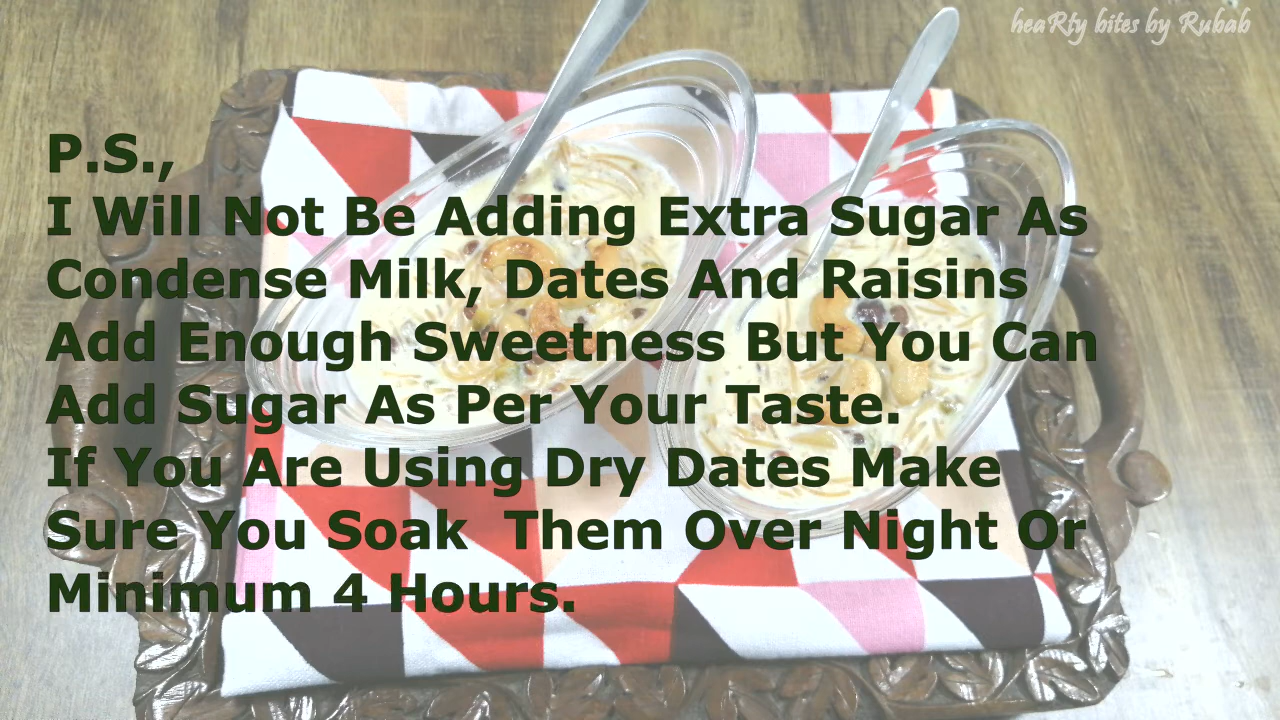 heaRty bites by Rubab
P.S.,
I Will Not Be Adding Extra Sugar As
Condense Milk, Dates And Raisins
Add Enough Sweetness But You Can
Add Sugar As Per Your Taste.
If You Are Using Dry Dates Make
Sure You Soak  Them Over Night Or
Minimum 4 Hours.